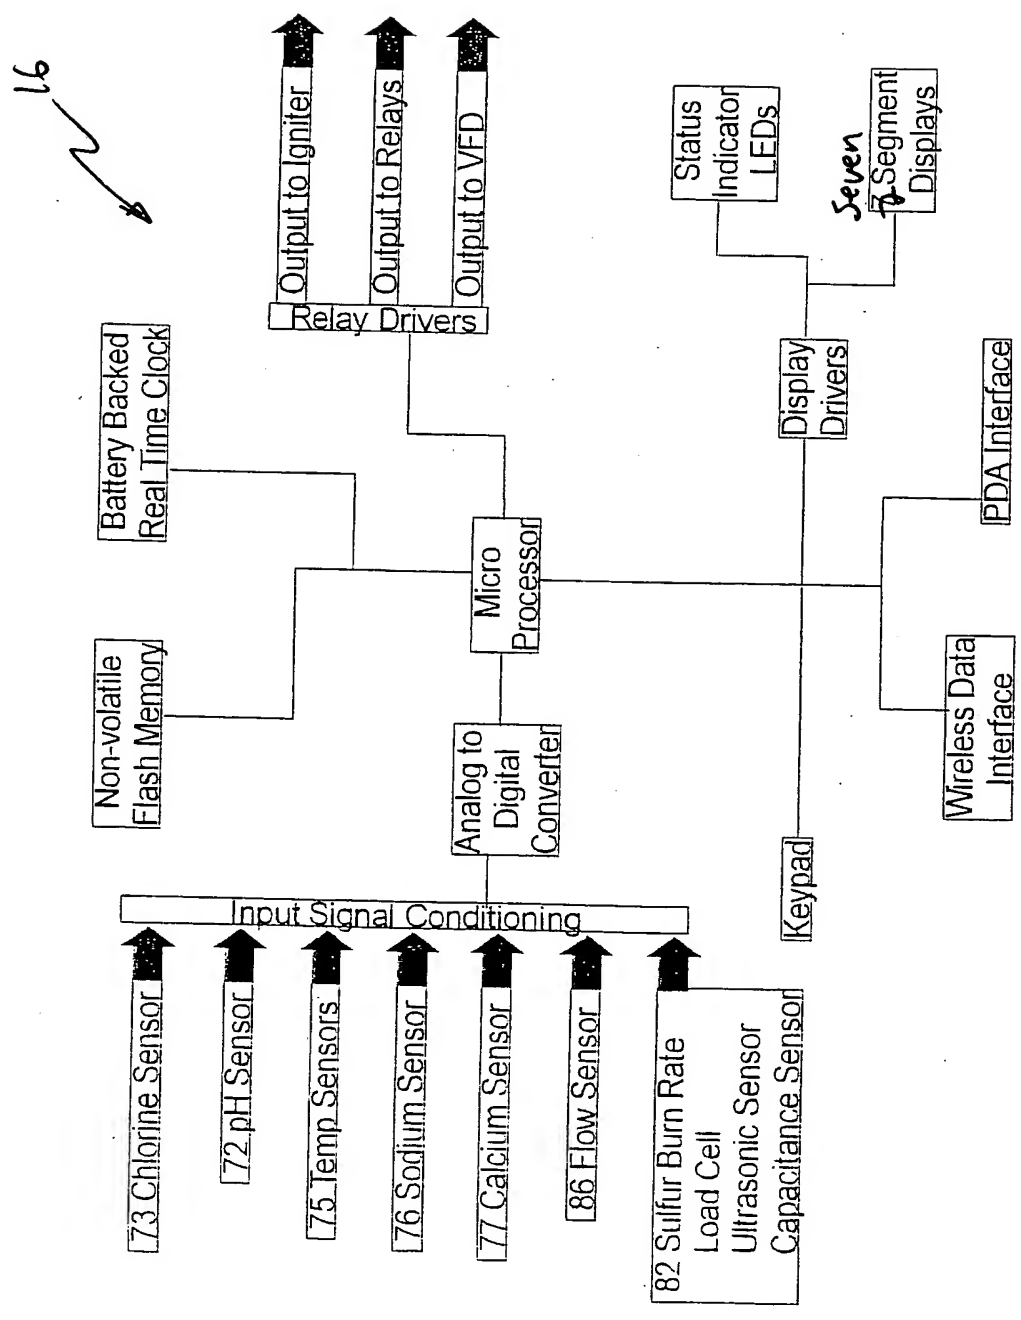 16
73 Chlorine Sensor
72 pH Sensor
75 Temp Sensors
76 Sodium Sensor
77 Calcium Sensor
86 Flow Sensor
82 Sulfur Burn Rate
Load Cell
Ultrasonic Sensor
Capacitance Sensor
Input Signal Conditioning
Analog to
Digital
Converter
Non-volatile
Flash Memory
Battery Backed
Real Time Clock
Micro
Processor
Relay Drivers
Output to Igniter
Output to Relays
Output to VFD
Keypad
Display
Drivers
Status
Indicator
LEDs
Seven
7 Segment
Displays
Wireless Data
Interface
PDA Interface